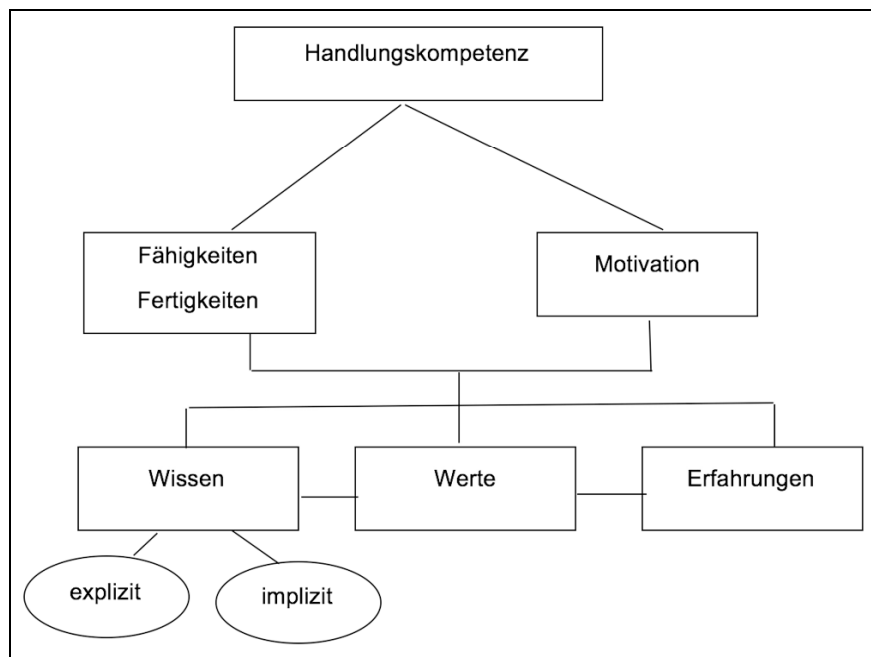 Handlungskompetenz
Fähigkeiten
Fertigkeiten
Motivation
Wissen
Werte
Erfahrungen
explizit
implizit